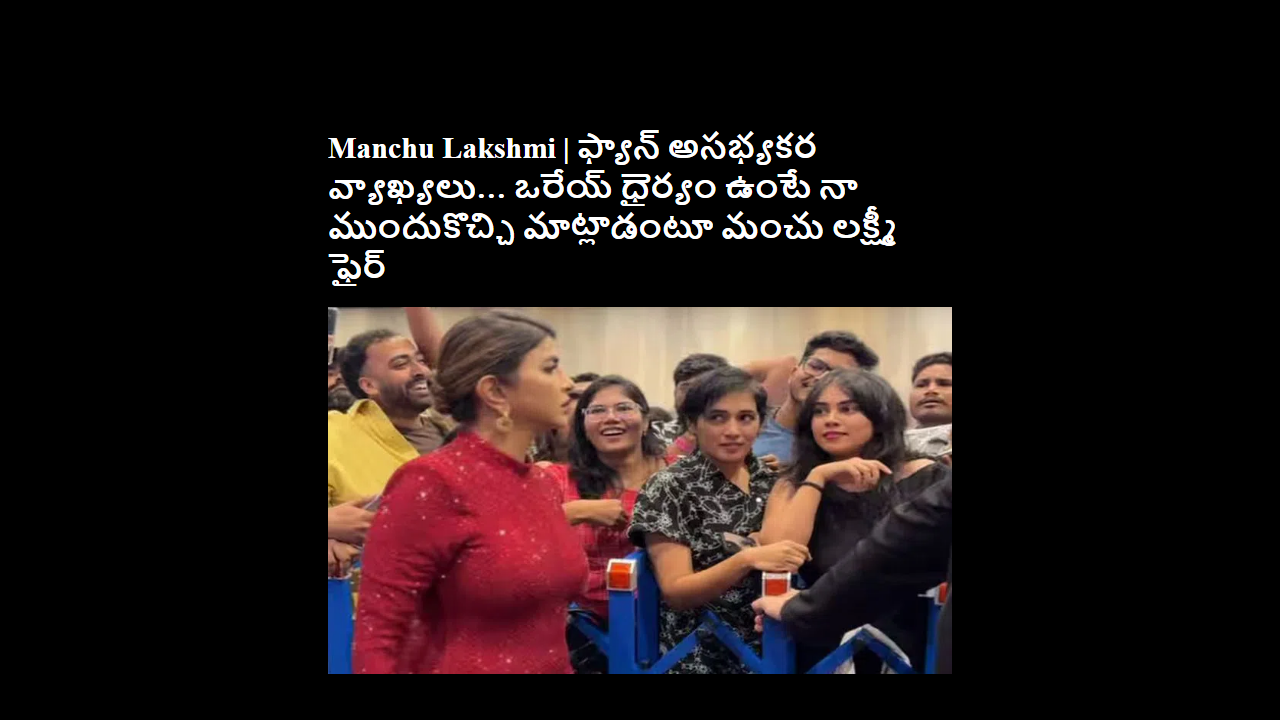 Manchu Lakshmi | ఫ్యాన్ అసభ్యకర
వ్యాఖ్యలు... ఒరేయ్ ధైర్యం ఉంటే నా
ముందుకొచ్చి మాట్లాడంటూ మంచు లక్ష్మీ
ఫైర్